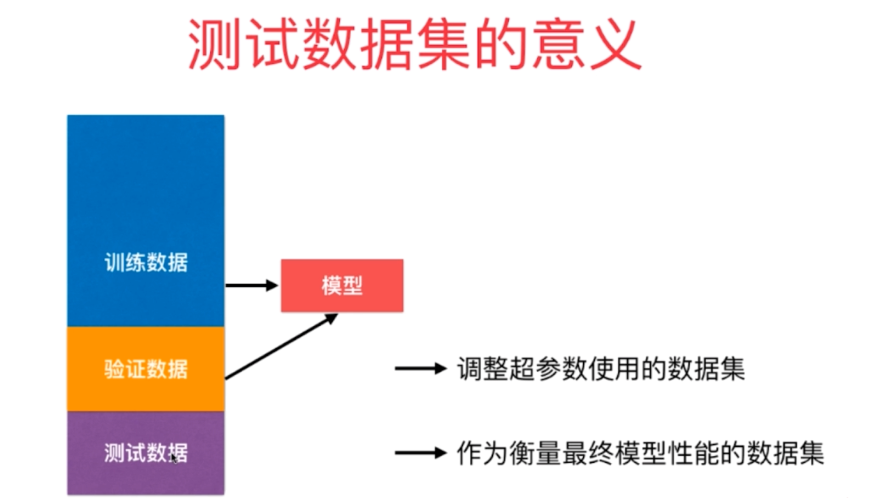 测试数据集的意义
训练数据
模型
验证数据
调整超参数使用的数据集
测试数据
作为衡量最终模型性能的数据集